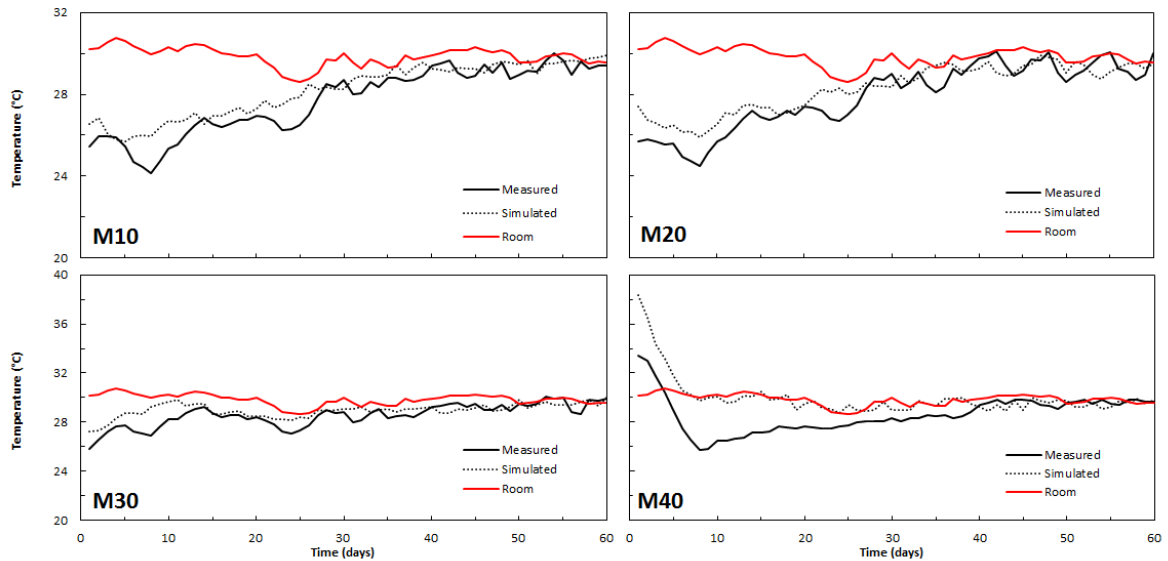 32
28
24
20
Temperature (°C)
Measured
Simulated
Room
M10
Temperature (°C)
Measured
Simulated
Room
M20
40
36
32
28
24
20
Temperature (°C)
Measured
Simulated
Room
M30
0
10
20
30
40
50
60
Time (days)
Temperature (°C)
Measured
Simulated
Room
M40
0
10
20
30
40
50
60
Time (days)